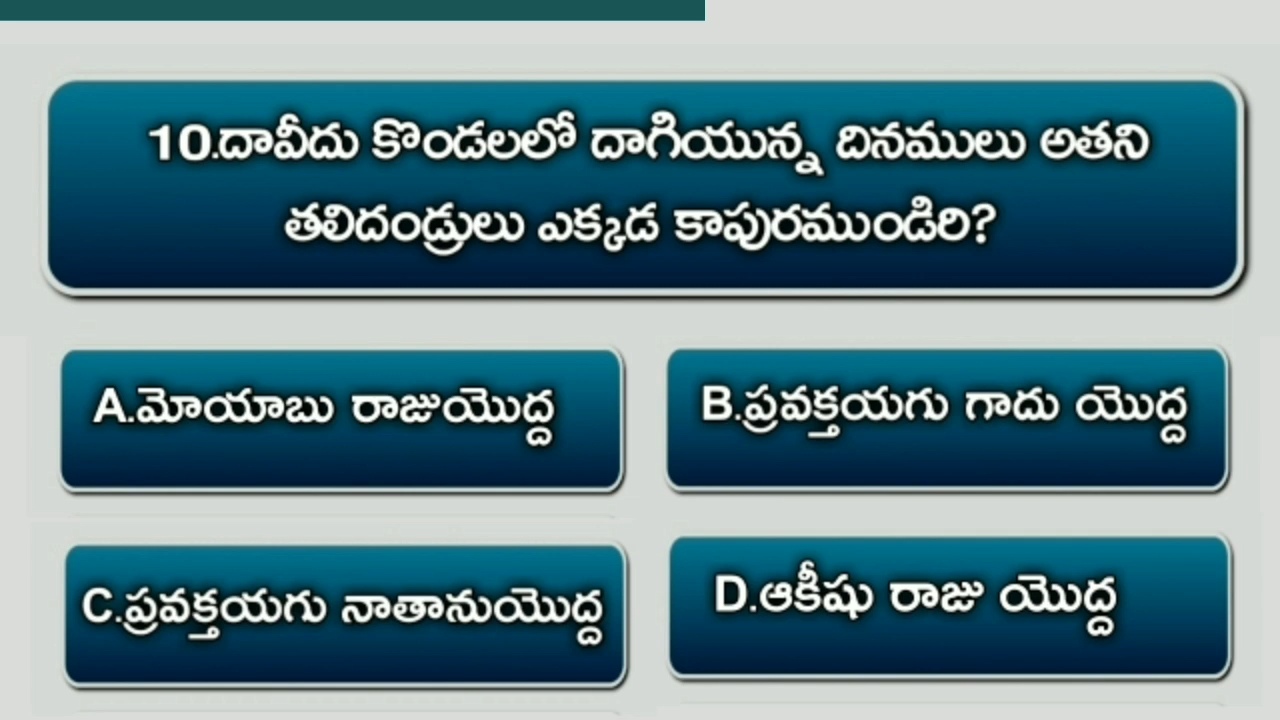 10.దావీదు కొండలలో దాగియున్న దినములు అతని
తలిదండ్రులు ఎక్కడ కాపురముండిరి?
A.మోయాబు రాజుయొద్ద
B.ప్రవక్తయగు గాదు యొద్ద
C.ప్రవక్తయగు నాతానుయొద్ద
D.ఆకీషు రాజు యొద్ద